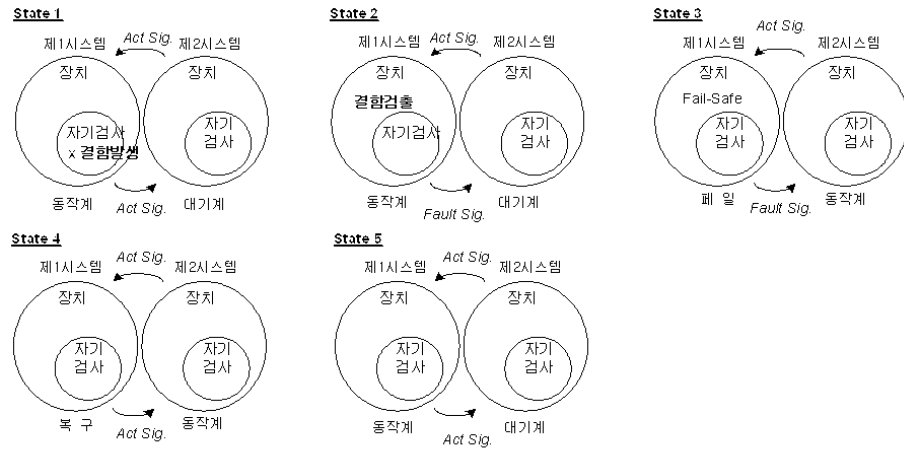 State 1
제1시스템
Act Sig.
제2시스템
장치
장치
자기검사
x 결함발생
자기
검사
동작계
Act Sig.
대기계
State 2
제1시스템
Act Sig.
제2시스템
장치
장치
결함검출
자기검사
자기
검사
동작계
Fault Sig.
대기계
State 3
제1시스템
Act Sig.
제2시스템
장치
장치
Fail-Safe
자기
검사
자기
검사
페 일
Fault Sig.
동작계
State 4
제1시스템
Act Sig.
제2시스템
장치
장치
자기
검사
자기
검사
복 구
Act Sig.
동작계
State 5
제1시스템
Act Sig.
제2시스템
장치
장치
자기
검사
자기
검사
동작계
Act Sig.
대기계